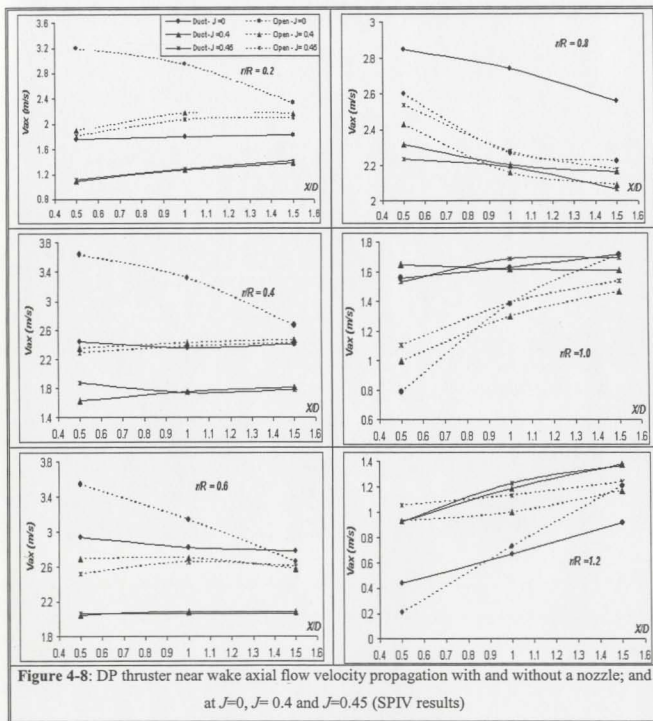 3.6
3.2
2.8
2.4
2
1.6
1.2
0.8
Vax (m/s)
Duct- J=0 Open- J=0
Duct- J=0.4 Open- J= 0.4
Duct- J=0.45 Open- J= 0.45
r/R = 0.2
X/D
0.4 0.5 0.6 0.7 0.8 0.9 1.0 1.1 1.2 1.3 1.4 1.5 1.6
3
2.8
2.6
2.4
2.2
2
Vax (m/s)
r/R = 0.8
X/D
0.4 0.5 0.6 0.7 0.8 0.9 1.0 1.1 1.2 1.3 1.4 1.5 1.6
3.8
3.4
3
2.6
2.2
1.8
1.4
Vax (m/s)
r/R = 0.4
X/D
0.4 0.5 0.6 0.7 0.8 0.9 1.0 1.1 1.2 1.3 1.4 1.5 1.6
1.8
1.6
1.4
1.2
1
0.8
0.6
Vax (m/s)
r/R = 1.0
X/D
0.4 0.5 0.6 0.7 0.8 0.9 1.0 1.1 1.2 1.3 1.4 1.5 1.6
3.8
3.4
3
2.6
2.2
1.8
Vax (m/s)
r/R = 0.6
X/D
0.4 0.5 0.6 0.7 0.8 0.9 1.0 1.1 1.2 1.3 1.4 1.5 1.6
1.4
1.2
1
0.8
0.6
0.4
0.2
0
Vax (m/s)
r/R = 1.2
X/D
0.4 0.5 0.6 0.7 0.8 0.9 1.0 1.1 1.2 1.3 1.4 1.5 1.6
Figure 4-8: DP thruster near wake axial flow velocity propagation with and without a nozzle; and
at J=0, J= 0.4 and J=0.45 (SPIV results)